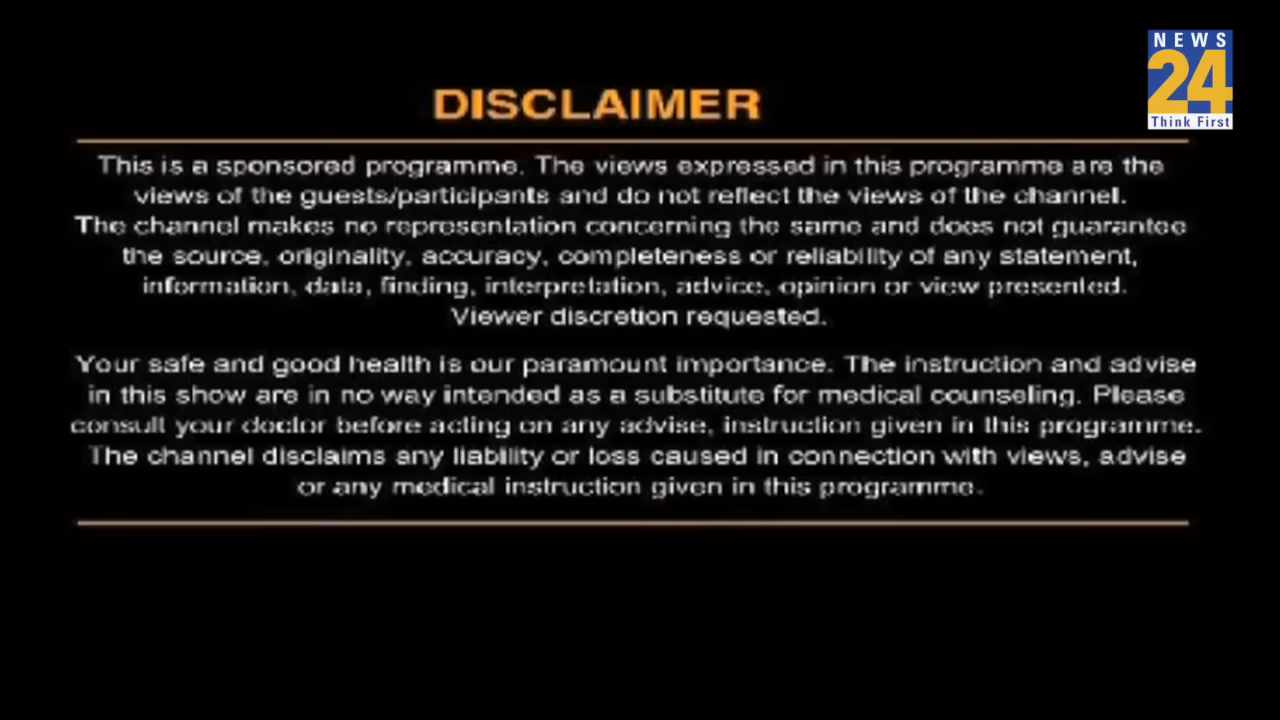 NEWS
24
Think First
DISCLAIMER
This is a sponsored programme. The views expressed in this programme are the
views of the guests/participants and do not reflect the views of the channel.
The channel makes no representation concerning the same and does not guarantee
the source, originality, accuracy, completeness or reliability of any statement,
information, data, finding, interpretation, advice, opinion or view presented.
Viewer discretion requested.
Your safe and good health is our paramount importance. The instruction and advise
in this show are in no way intended as a substitute for medical counseling. Please
consult your doctor before acting on any advise, instruction given in this programme.
The channel disclaims any liability or loss caused in connection with views, advise
or any medical instruction given in this programme.